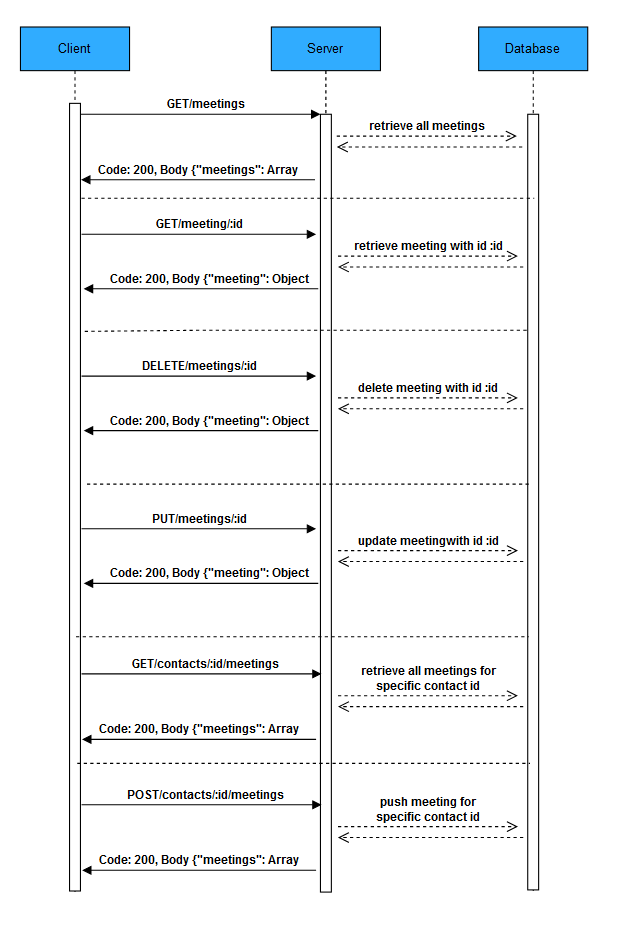 Client
Server
Database
GET/meetings
retrieve all meetings
Code: 200, Body {"meetings": Array
GET/meeting/:id
retrieve meeting with id :id
Code: 200, Body {"meeting": Object
DELETE/meetings/:id
delete meeting with id :id
Code: 200, Body {"meeting": Object
PUT/meetings/:id
update meetingwith id :id
Code: 200, Body {"meeting": Object
GET/contacts/:id/meetings
retrieve all meetings for
specific contact id
Code: 200, Body {"meetings": Array
POST/contacts/:id/meetings
push meeting for
specific contact id
Code: 200, Body {"meetings": Array